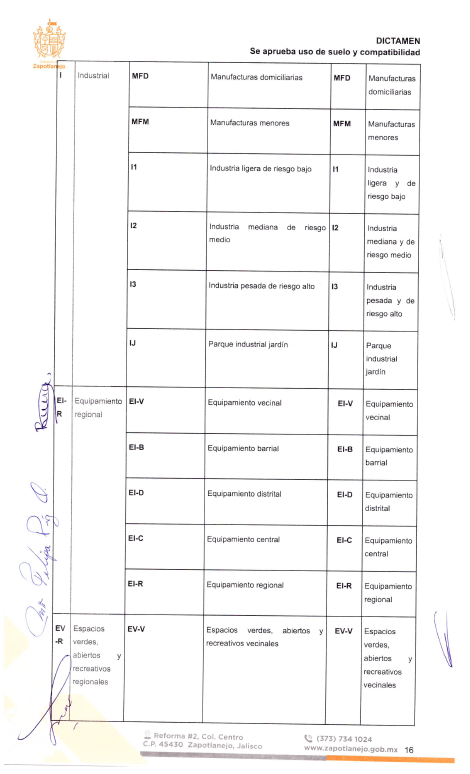 Zapotlanejo
DICTAMEN
Se aprueba uso de suelo y compatibilidad
I Industrial MFD Manufacturas domiciliarias MFD Manufacturas
domiciliarias
MFM Manufacturas menores MFM Manufacturas
menores
I1 Industria ligera de riesgo bajo I1 Industria
ligera y de
riesgo bajo
I2 Industria mediana de riesgo I2 Industria
medio mediana y de
riesgo medio
I3 Industria pesada de riesgo alto I3 Industria
pesada y de
riesgo alto
IJ Parque industrial jardín IJ Parque
industrial
jardín
EI- Equipamiento EI-V Equipamiento vecinal EI-V Equipamiento
R regional vecinal
EI-B Equipamiento barrial EI-B Equipamiento
barrial
EI-D Equipamiento distrital EI-D Equipamiento
distrital
EI-C Equipamiento central EI-C Equipamiento
central
EI-R Equipamiento regional EI-R Equipamiento
regional
EV Espacios EV-V Espacios verdes, abiertos y EV-V Espacios
-R verdes, recreativos vecinales verdes,
abiertos y abiertos y
recreativos recreativos
regionales vecinales
Reforma #2, Col. Centro (373) 734 1024
C.P. 45430 Zapotlanejo, Jalisco www.zapotlanejo.gob.mx 16